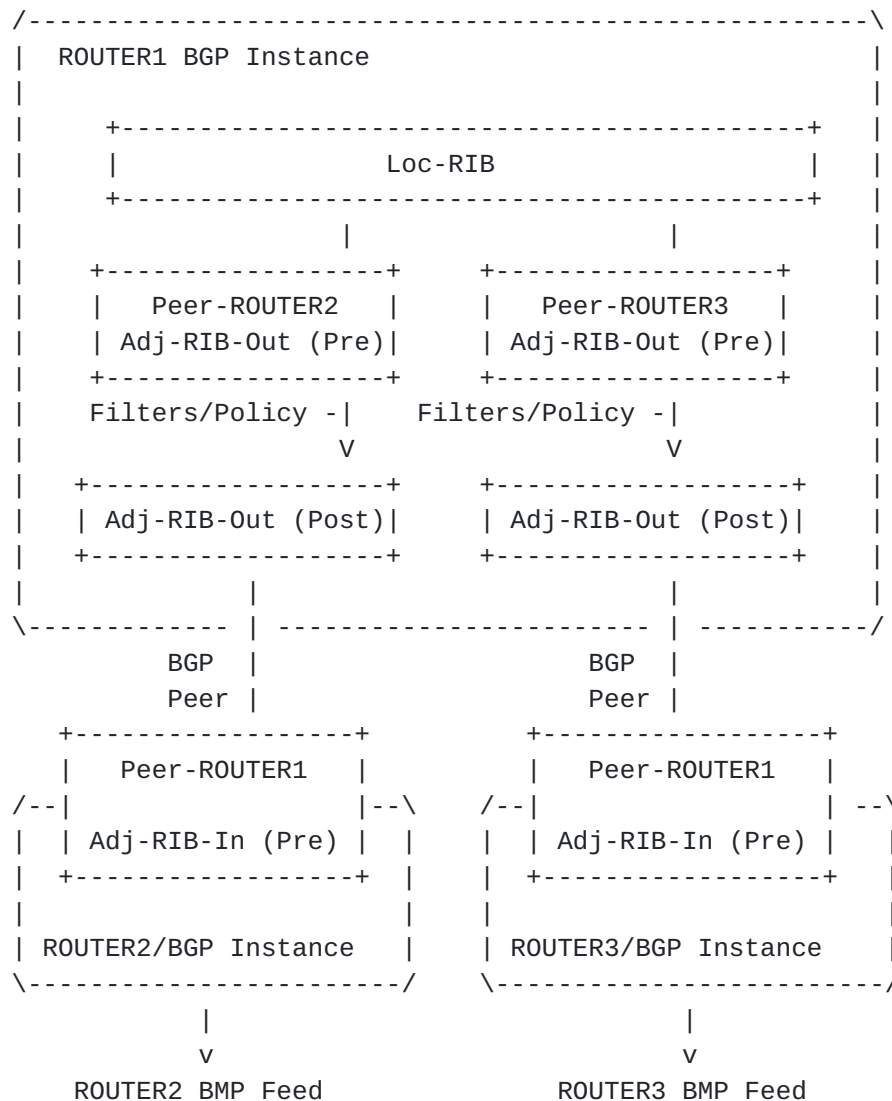 ROUTER1 BGP Instance
Loc-RIB
Peer-ROUTER2 Peer-ROUTER3
Adj-RIB-Out (Pre) Adj-RIB-Out (Pre)
Filters/Policy - Filters/Policy -
V V
Adj-RIB-Out (Post) Adj-RIB-Out (Post)
BGP BGP
Peer Peer
Peer-ROUTER1 Peer-ROUTER1
Adj-RIB-In (Pre) Adj-RIB-In (Pre)
ROUTER2/BGP Instance ROUTER3/BGP Instance
v v
ROUTER2 BMP Feed ROUTER3 BMP Feed